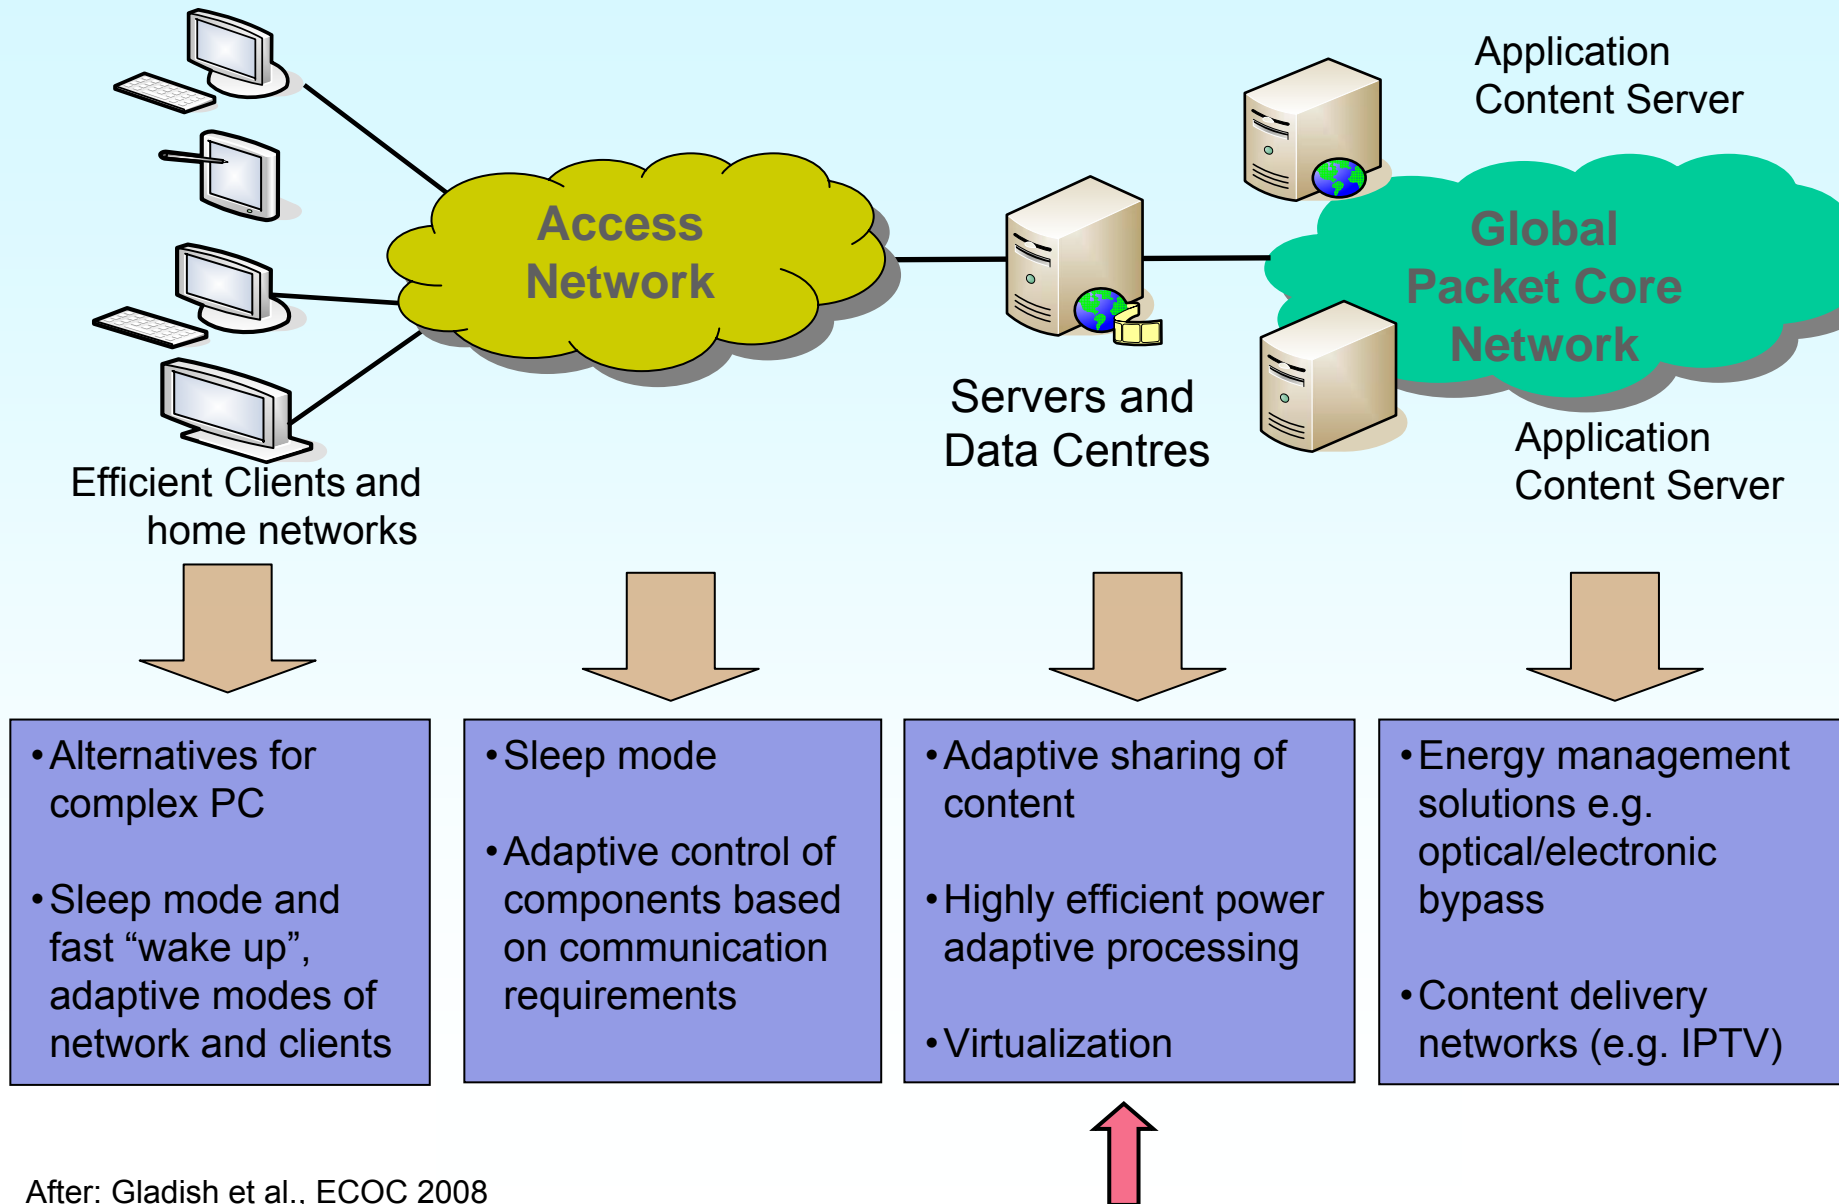 Application
Content Server
Access
Network
Global
Packet Core
Network
Servers and
Data Centres
Application
Content Server
Efficient Clients and
home networks
•Alternatives for
complex PC
•Sleep mode and
fast “wake up”,
adaptive modes of
network and clients
•Sleep mode
•Adaptive control of
components based
on communication
requirements
•Adaptive sharing of
content
•Highly efficient power
adaptive processing
•Virtualization
•Energy management
solutions e.g.
optical/electronic
bypass
•Content delivery
networks (e.g. IPTV)
After: Gladish et al., ECOC 2008